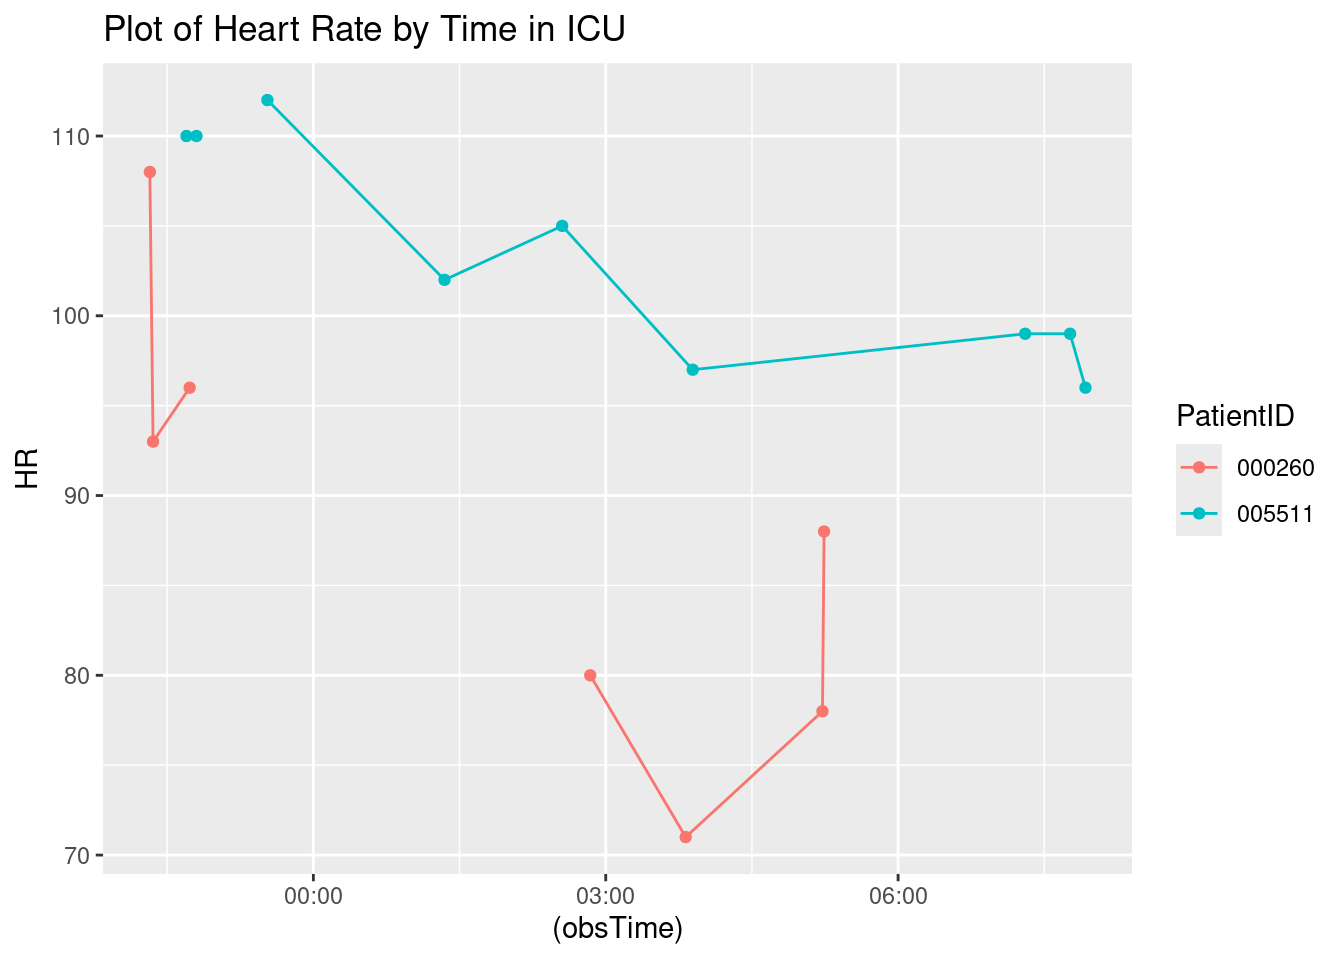 Plot of Heart Rate by Time in ICU
110
100
90
80
70
HR
00:00 03:00 06:00
(obsTime)
PatientID
000260
005511